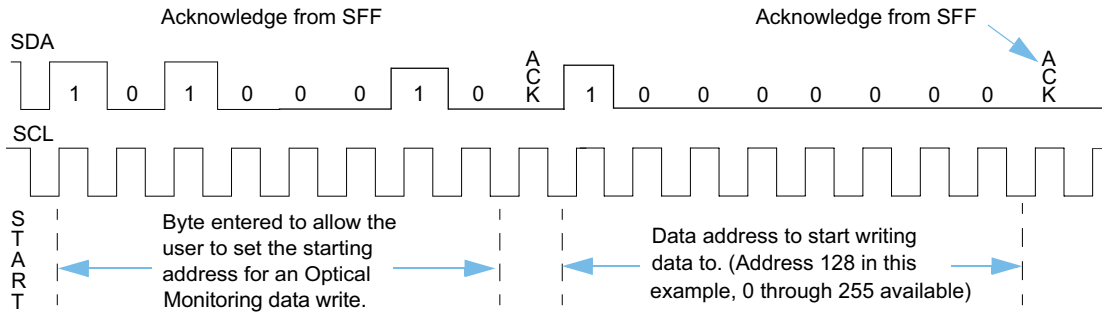 Acknowledge from SFF
Acknowledge from SFF
SDA
1 0 1 0 0 0 1 0 ACK 1 0 0 0 0 0 0 0 ACK
SCL
START
Byte entered to allow the
user to set the starting
address for an Optical
Monitoring data write.
Data address to start writing
data to. (Address 128 in this
example, 0 through 255 available)